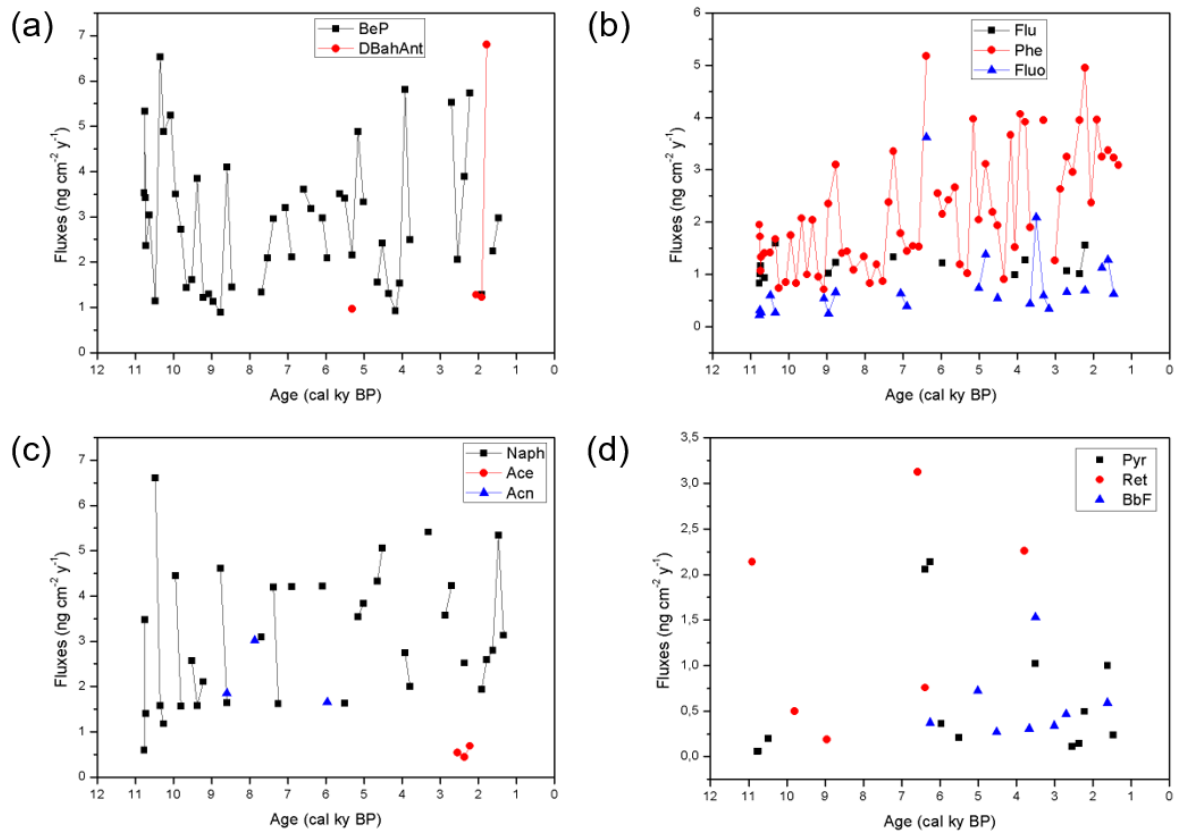 (a)
BeP
DBahAnt
Fluxes (ng cm⁻² y⁻¹)
7
6
5
4
3
2
1
0
12 11 10 9 8 7 6 5 4 3 2 1 0
Age (cal ky BP)
(b)
Flu
Phe
Fluo
Fluxes (ng cm⁻² y⁻¹)
6
5
4
3
2
1
0
12 11 10 9 8 7 6 5 4 3 2 1 0
Age (cal ky BP)
(c)
Naph
Ace
Acn
Fluxes (ng cm⁻² y⁻¹)
7
6
5
4
3
2
1
0
12 11 10 9 8 7 6 5 4 3 2 1 0
Age (cal ky BP)
(d)
Pyr
Ret
BbF
Fluxes (ng cm⁻² y⁻¹)
3,5
3,0
2,5
2,0
1,5
1,0
0,5
0,0
12 11 10 9 8 7 6 5 4 3 2 1 0
Age (cal ky BP)